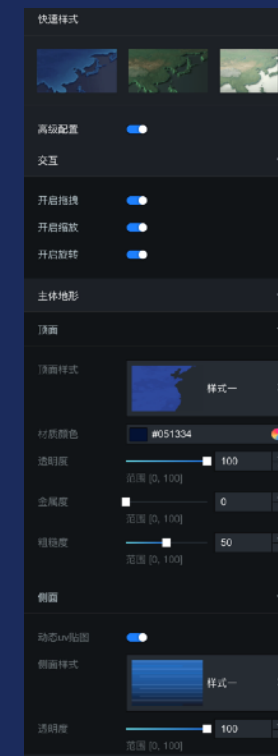 快速样式
高级配置
交互
开启拖拽
开启缩放
开启旋转
主体地形
顶面
顶面样式
样式一
材质颜色 #051334
透明度 100
范围 [0, 100]
金属度 0
范围 [0, 100]
粗糙度 50
范围 [0, 100]
侧面
动态uv贴图
侧面样式
样式一
透明度 100
范围 [0, 100]